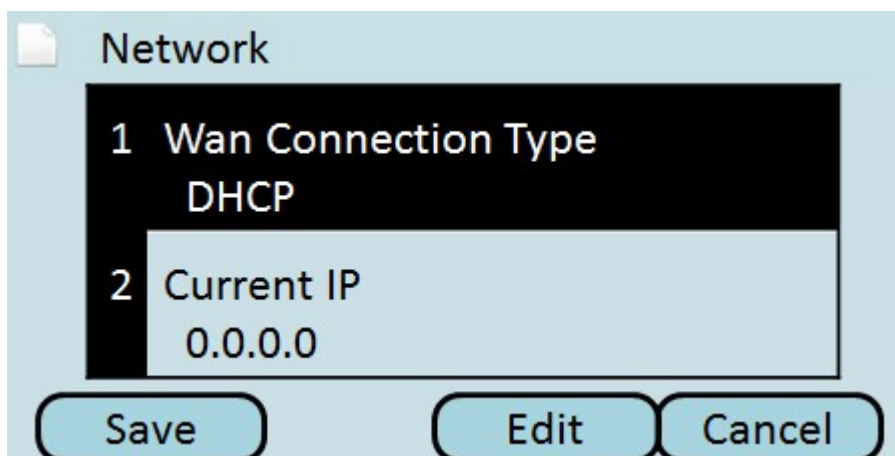 Network
1 Wan Connection Type
DHCP
2 Current IP
0.0.0.0
Save Edit Cancel